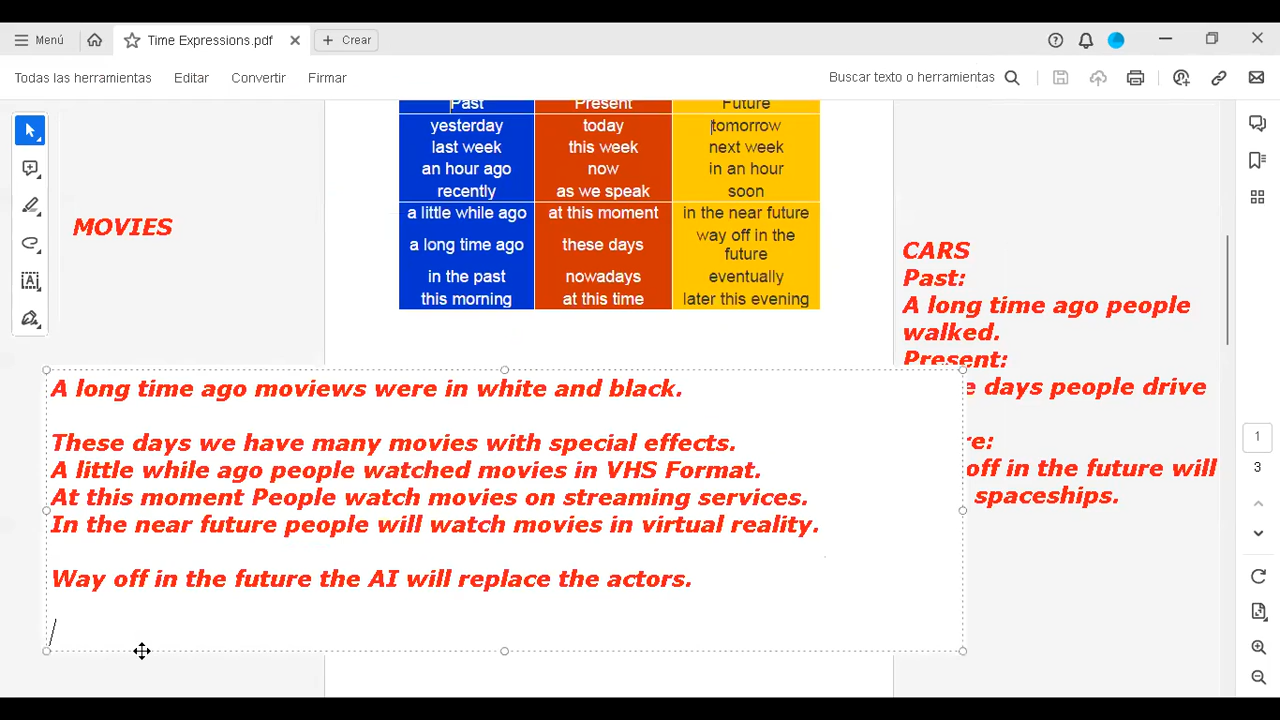 Menú
Time Expressions.pdf
Crear
Todas las herramientas
Editar
Convertir
Firmar
Buscar texto o herramientas
Past Present Future
yesterday today tomorrow
last week this week next week
an hour ago now in an hour
recently as we speak soon
a little while ago at this moment in the near future
a long time ago these days way off in the
future
in the past nowadays eventually
this morning at this time later this evening
MOVIES
A long time ago moviews were in white and black.
These days we have many movies with special effects.
A little while ago people watched movies in VHS Format.
At this moment People watch movies on streaming services.
In the near future people will watch movies in virtual reality.
Way off in the future the AI will replace the actors.
CARS
Past:
A long time ago people
walked.
Present:
days people drive
off in the future will
spaceships.
1
3